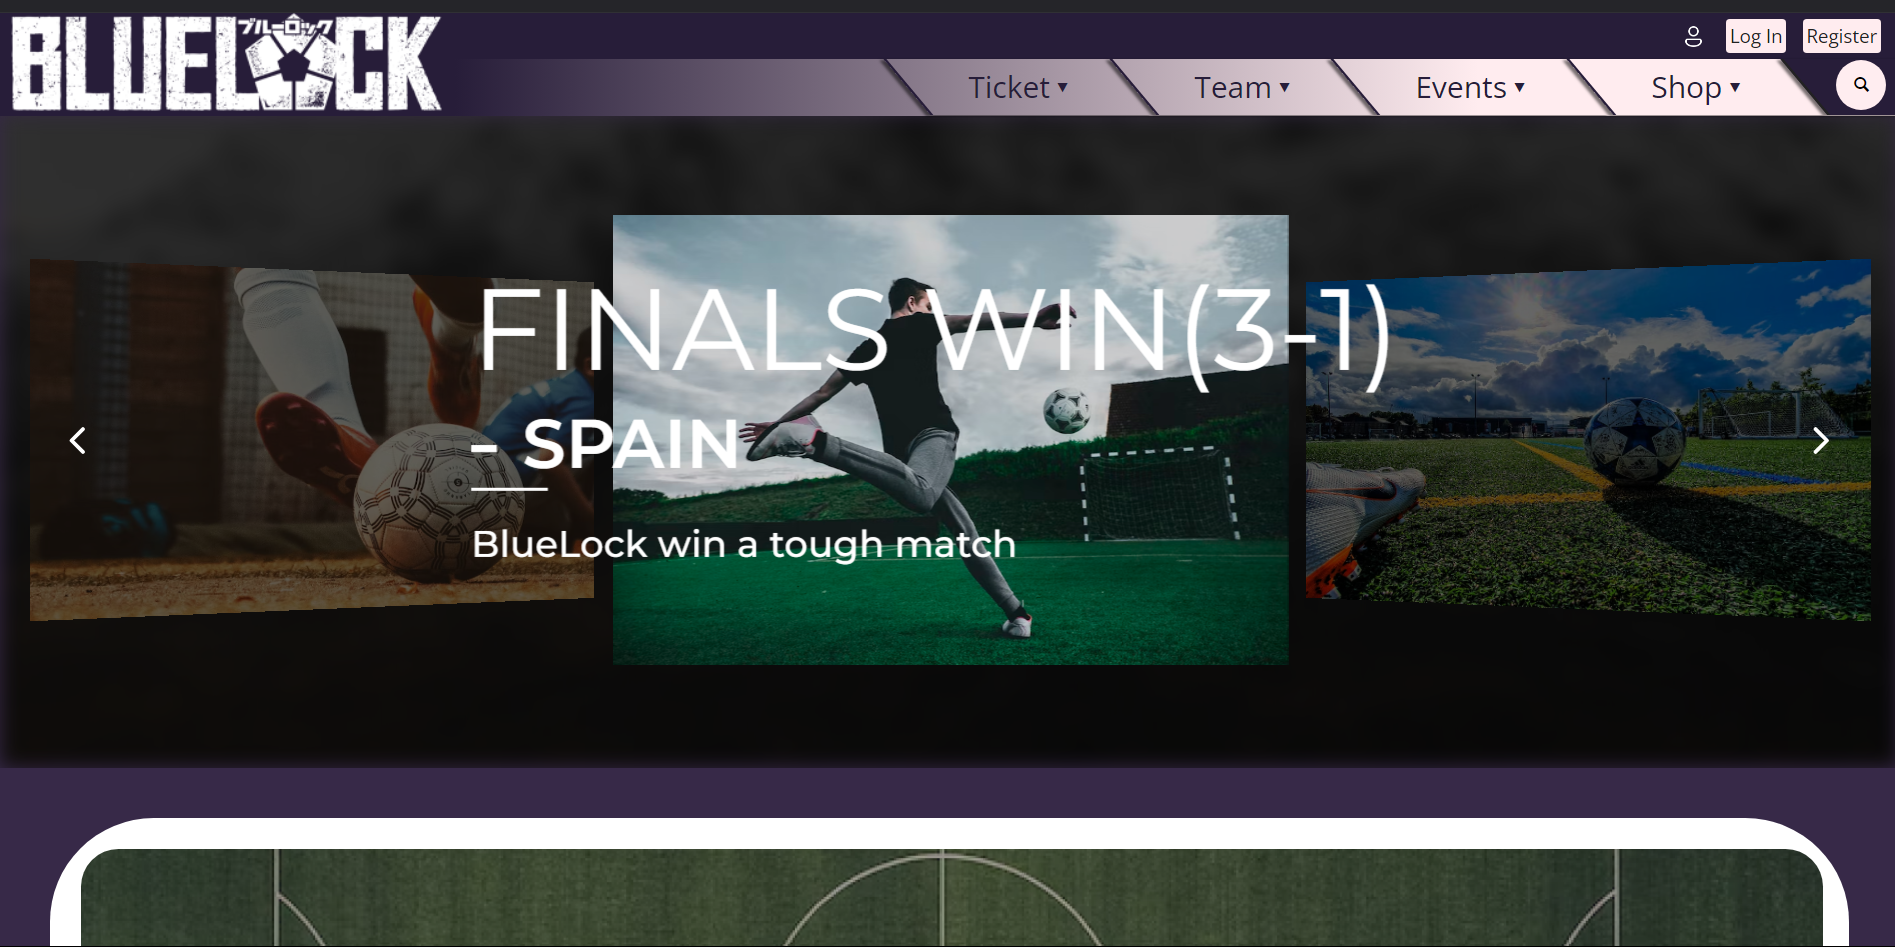 BLUELOCK
ブルーロック
Log In
Register
Ticket ▾
Team ▾
Events ▾
Shop ▾
FINALS WIN(3-1)
- SPAIN
BlueLock win a tough match